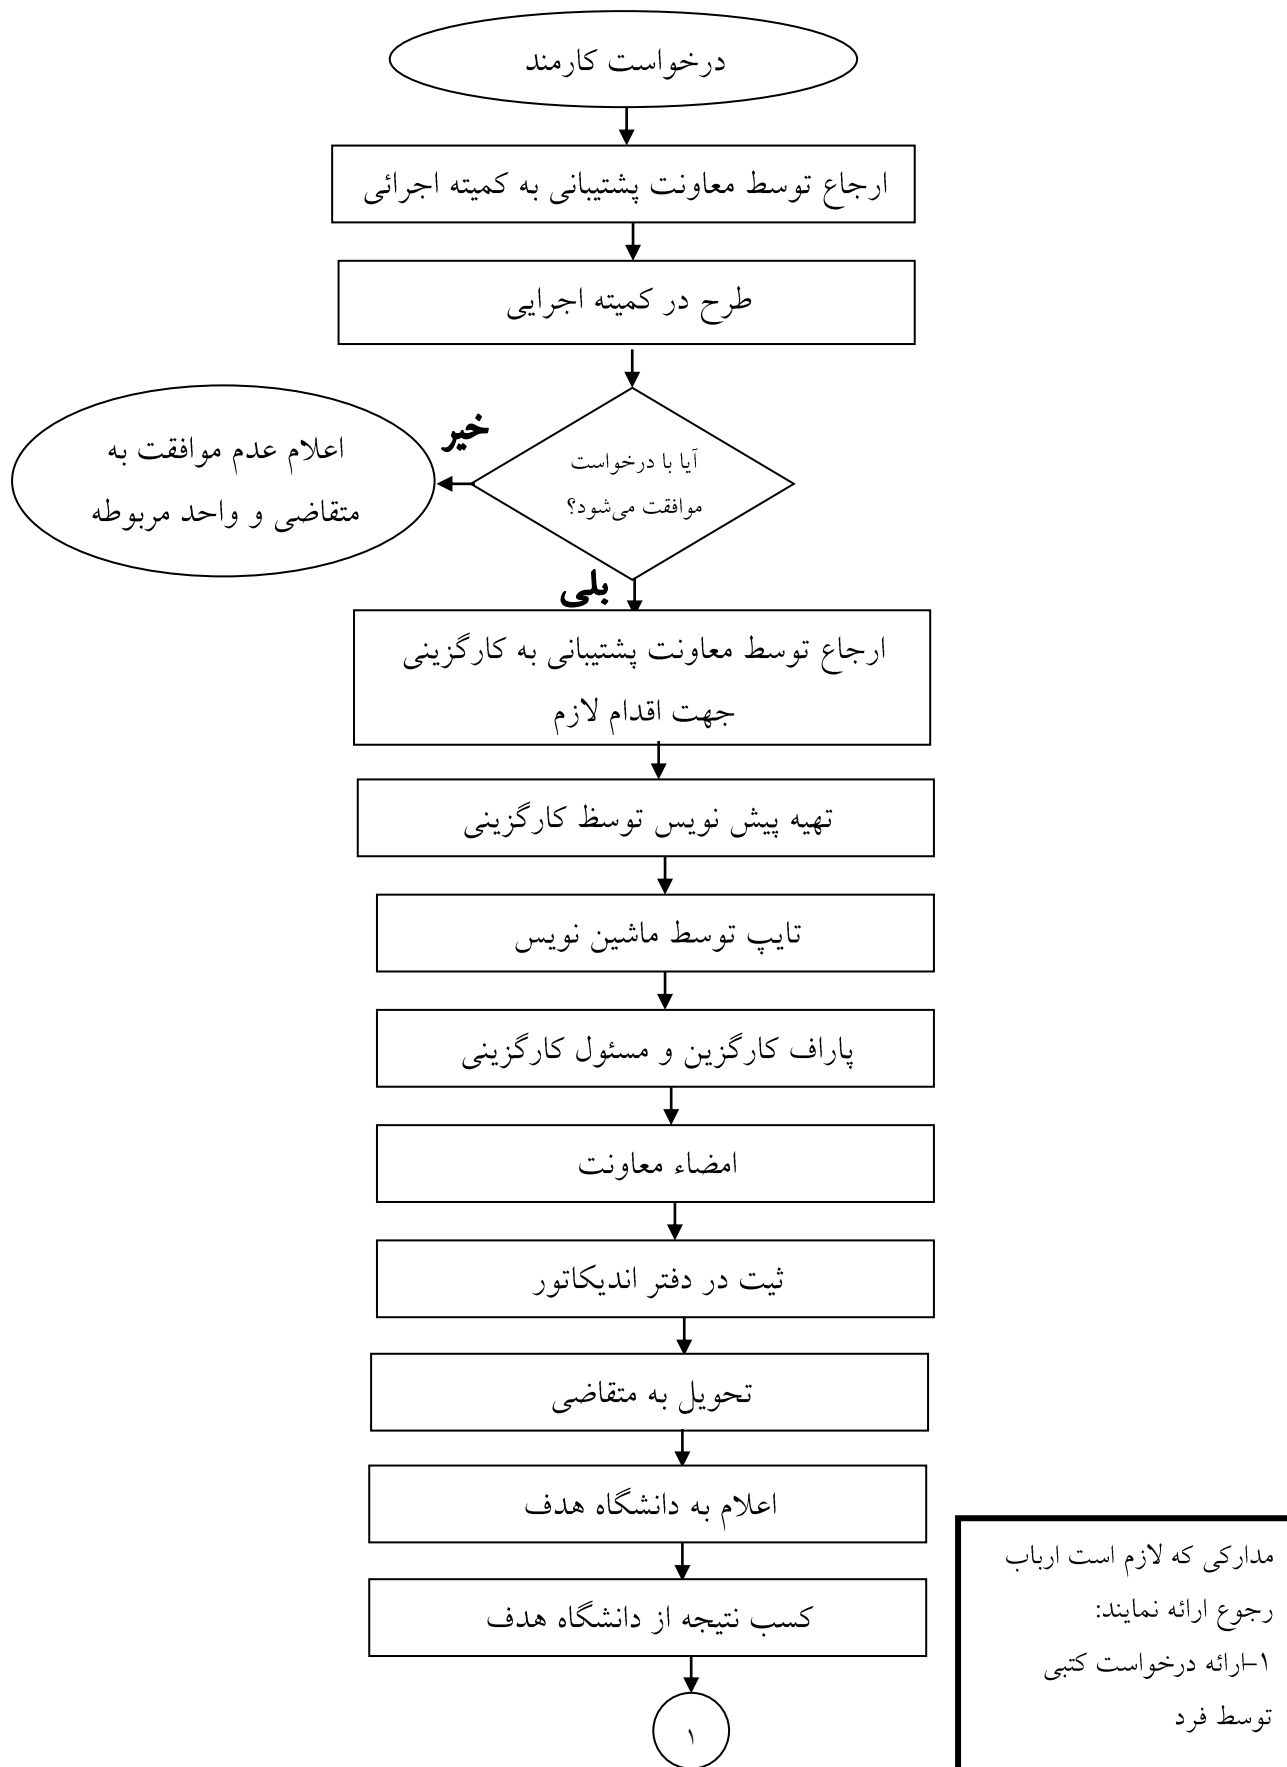 درخواست کارمند
ارجاع توسط معاونت پشتیبانی به کمیته اجرائی
طرح در کمیته اجرایی
آیا با درخواست
موافقت می‌شود؟
خیر
اعلام عدم موافقت به
متقاضی و واحد مربوطه
بلی
ارجاع توسط معاونت پشتیبانی به کارگزینی
جهت اقدام لازم
تهیه پیش نویس توسظ کارگزینی
تایپ توسط ماشین نویس
پاراف کارگزین و مسئول کارگزینی
امضاء معاونت
ثیت در دفتر اندیکاتور
تحویل به متقاضی
اعلام به دانشگاه هدف
کسب نتیجه از دانشگاه هدف
۱
مدارکی که لازم است ارباب
رجوع ارائه نمایند:
۱-ارائه درخواست کتبی
توسط فرد